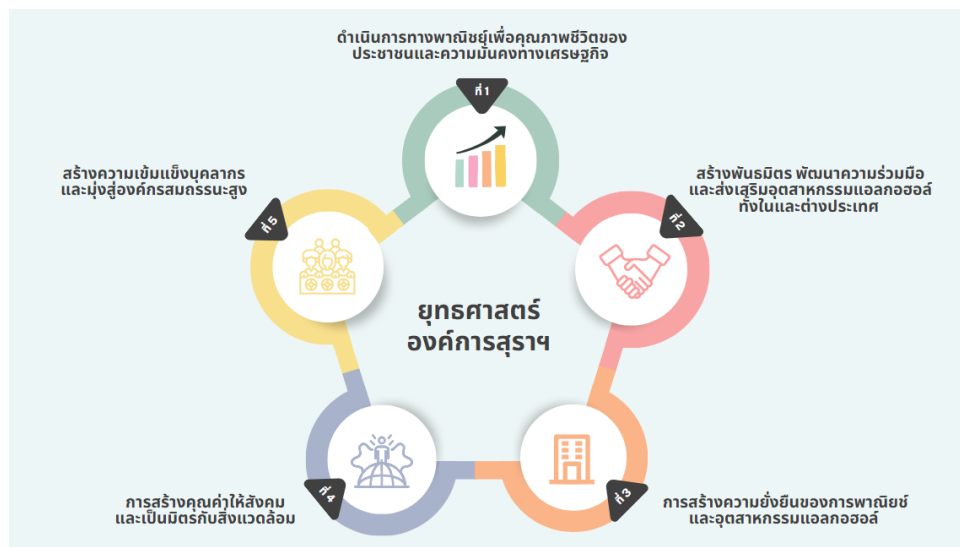 ดำเนินการทางพาณิชย์เพื่อคุณภาพชีวิตของ
ประชาชนและความมั่นคงทางเศรษฐกิจ
ที่ 1
สร้างพันธมิตร พัฒนาความร่วมมือ
และส่งเสริมอุตสาหกรรมแอลกอฮอล์
ทั้งในและต่างประเทศ
ที่ 2
การสร้างความยั่งยืนของการพาณิยช์
และอุตสาหกรรมแอลกอฮอล์
ที่ 3
การสร้างคุณค่าให้สังคม
และเป็นมิตรกับสิ่งแวดล้อม
ที่ 4
สร้างความเข้มแข็งบุคลากร
และมุ่งสู่องค์กรสมถรรนะสูง
ที่ 5
ยุทธศาสตร์
องค์การสุราฯ